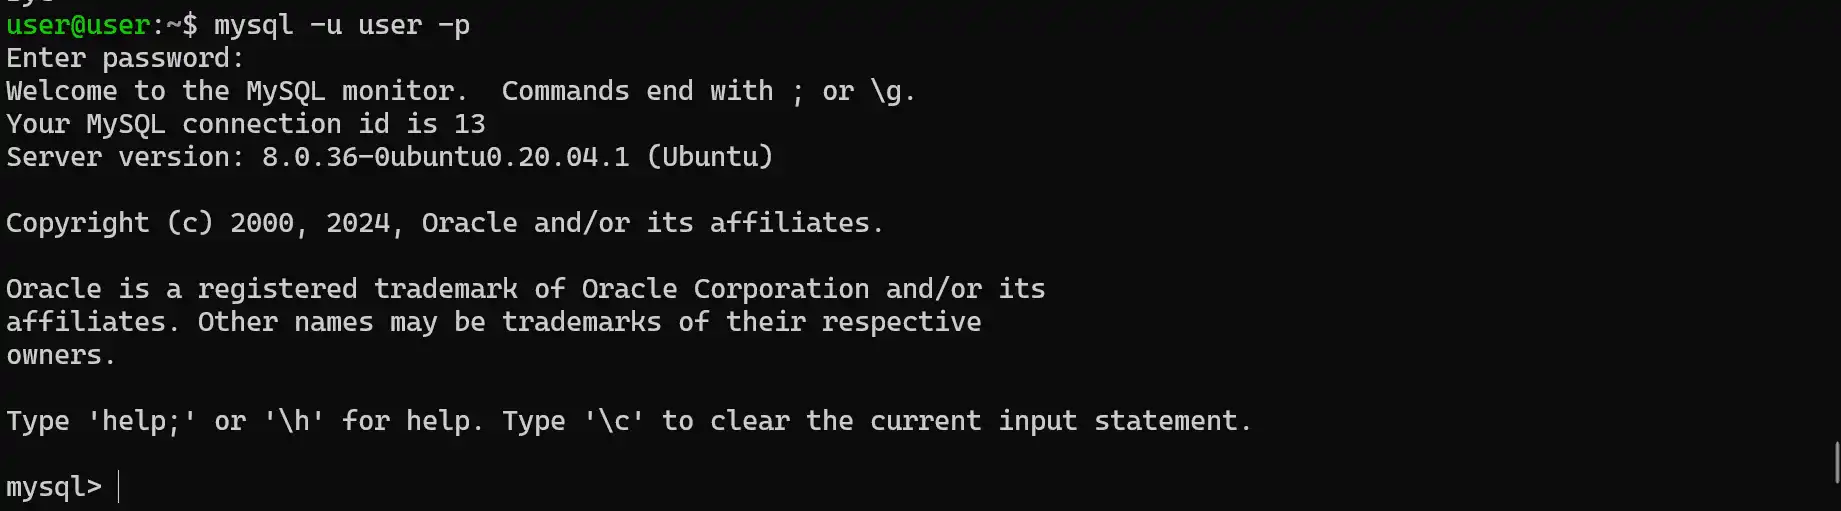 user@user:~$ mysql -u user -p
Enter password:
Welcome to the MySQL monitor.  Commands end with ; or \g.
Your MySQL connection id is 13
Server version: 8.0.36-0ubuntu0.20.04.1 (Ubuntu)
Copyright (c) 2000, 2024, Oracle and/or its affiliates.
Oracle is a registered trademark of Oracle Corporation and/or its
affiliates. Other names may be trademarks of their respective
owners.
Type 'help;' or '\h' for help. Type '\c' to clear the current input statement.
mysql>